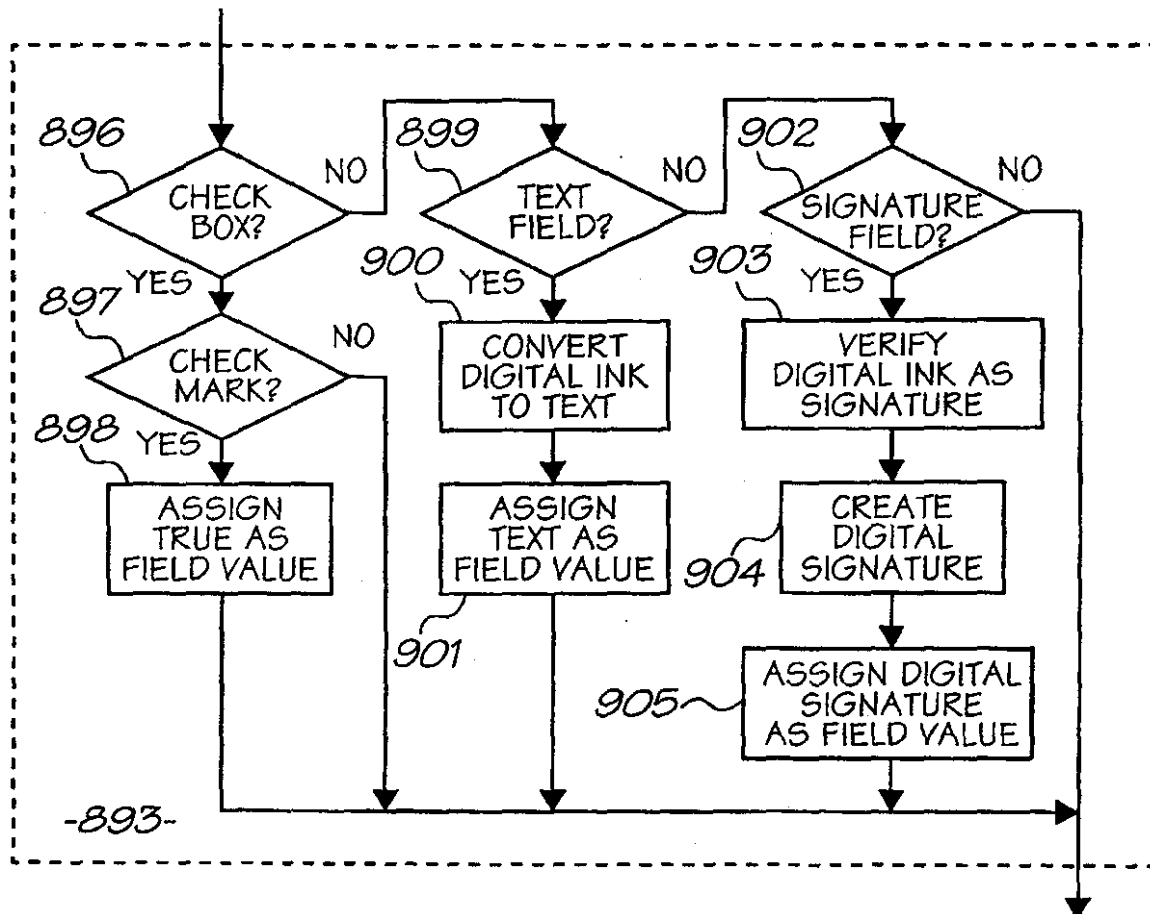 896
CHECK
BOX?
NO
YES
897
CHECK
MARK?
NO
YES
898
ASSIGN
TRUE AS
FIELD VALUE
899
TEXT
FIELD?
NO
YES
900
CONVERT
DIGITAL INK
TO TEXT
ASSIGN
TEXT AS
FIELD VALUE
901
902
SIGNATURE
FIELD?
NO
YES
903
VERIFY
DIGITAL INK AS
SIGNATURE
CREATE
DIGITAL
SIGNATURE
904
ASSIGN DIGITAL
SIGNATURE
AS FIELD VALUE
905
-893-